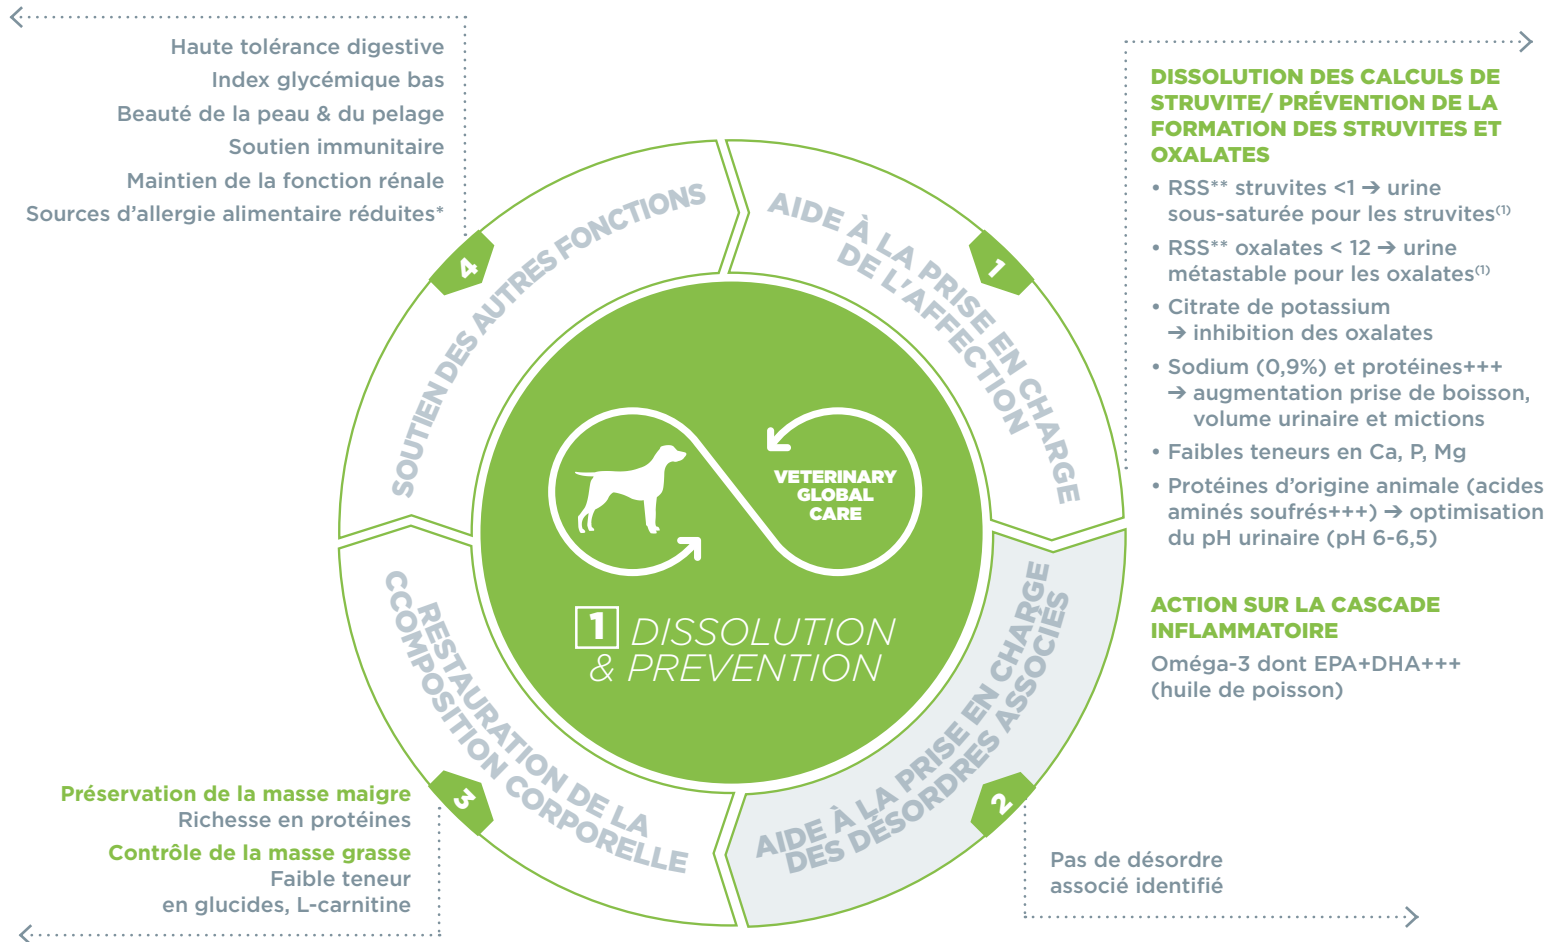 Haute tolérance digestive
Index glycémique bas
Beauté de la peau & du pelage
Soutien immunitaire
Maintien de la fonction rénale
Sources d'allergie alimentaire réduites*
4
SOUTIEN DES AUTRES FONCTIONS
AIDE À LA PRISE EN CHARGE
DE L'AFFECTION
1
DISSOLUTION DES CALCULS DE
STRUVITE/ PRÉVENTION DE LA
FORMATION DES STRUVITES ET
OXALATES
• RSS** struvites <1 ➔ urine
sous-saturée pour les struvites(1)
• RSS** oxalates < 12 ➔ urine
métastable pour les oxalates(1)
• Citrate de potassium
➔ inhibition des oxalates
• Sodium (0,9%) et protéines+++
➔ augmentation prise de boisson,
volume urinaire et mictions
• Faibles teneurs en Ca, P, Mg
• Protéines d'origine animale (acides
aminés soufrés+++) ➔ optimisation
du pH urinaire (pH 6-6,5)
ACTION SUR LA CASCADE
INFLAMMATOIRE
Oméga-3 dont EPA+DHA+++
(huile de poisson)
VETERINARY
GLOBAL
CARE
1 DISSOLUTION
& PREVENTION
RESTAURATION DE LA
CCOMPOSITION CORPORELLE
3
Préservation de la masse maigre
Richesse en protéines
Contrôle de la masse grasse
Faible teneur
en glucides, L-carnitine
AIDE À LA PRISE EN CHARGE
DES DÉSORDRES ASSOCIÉS
2
Pas de désordre
associé identifié